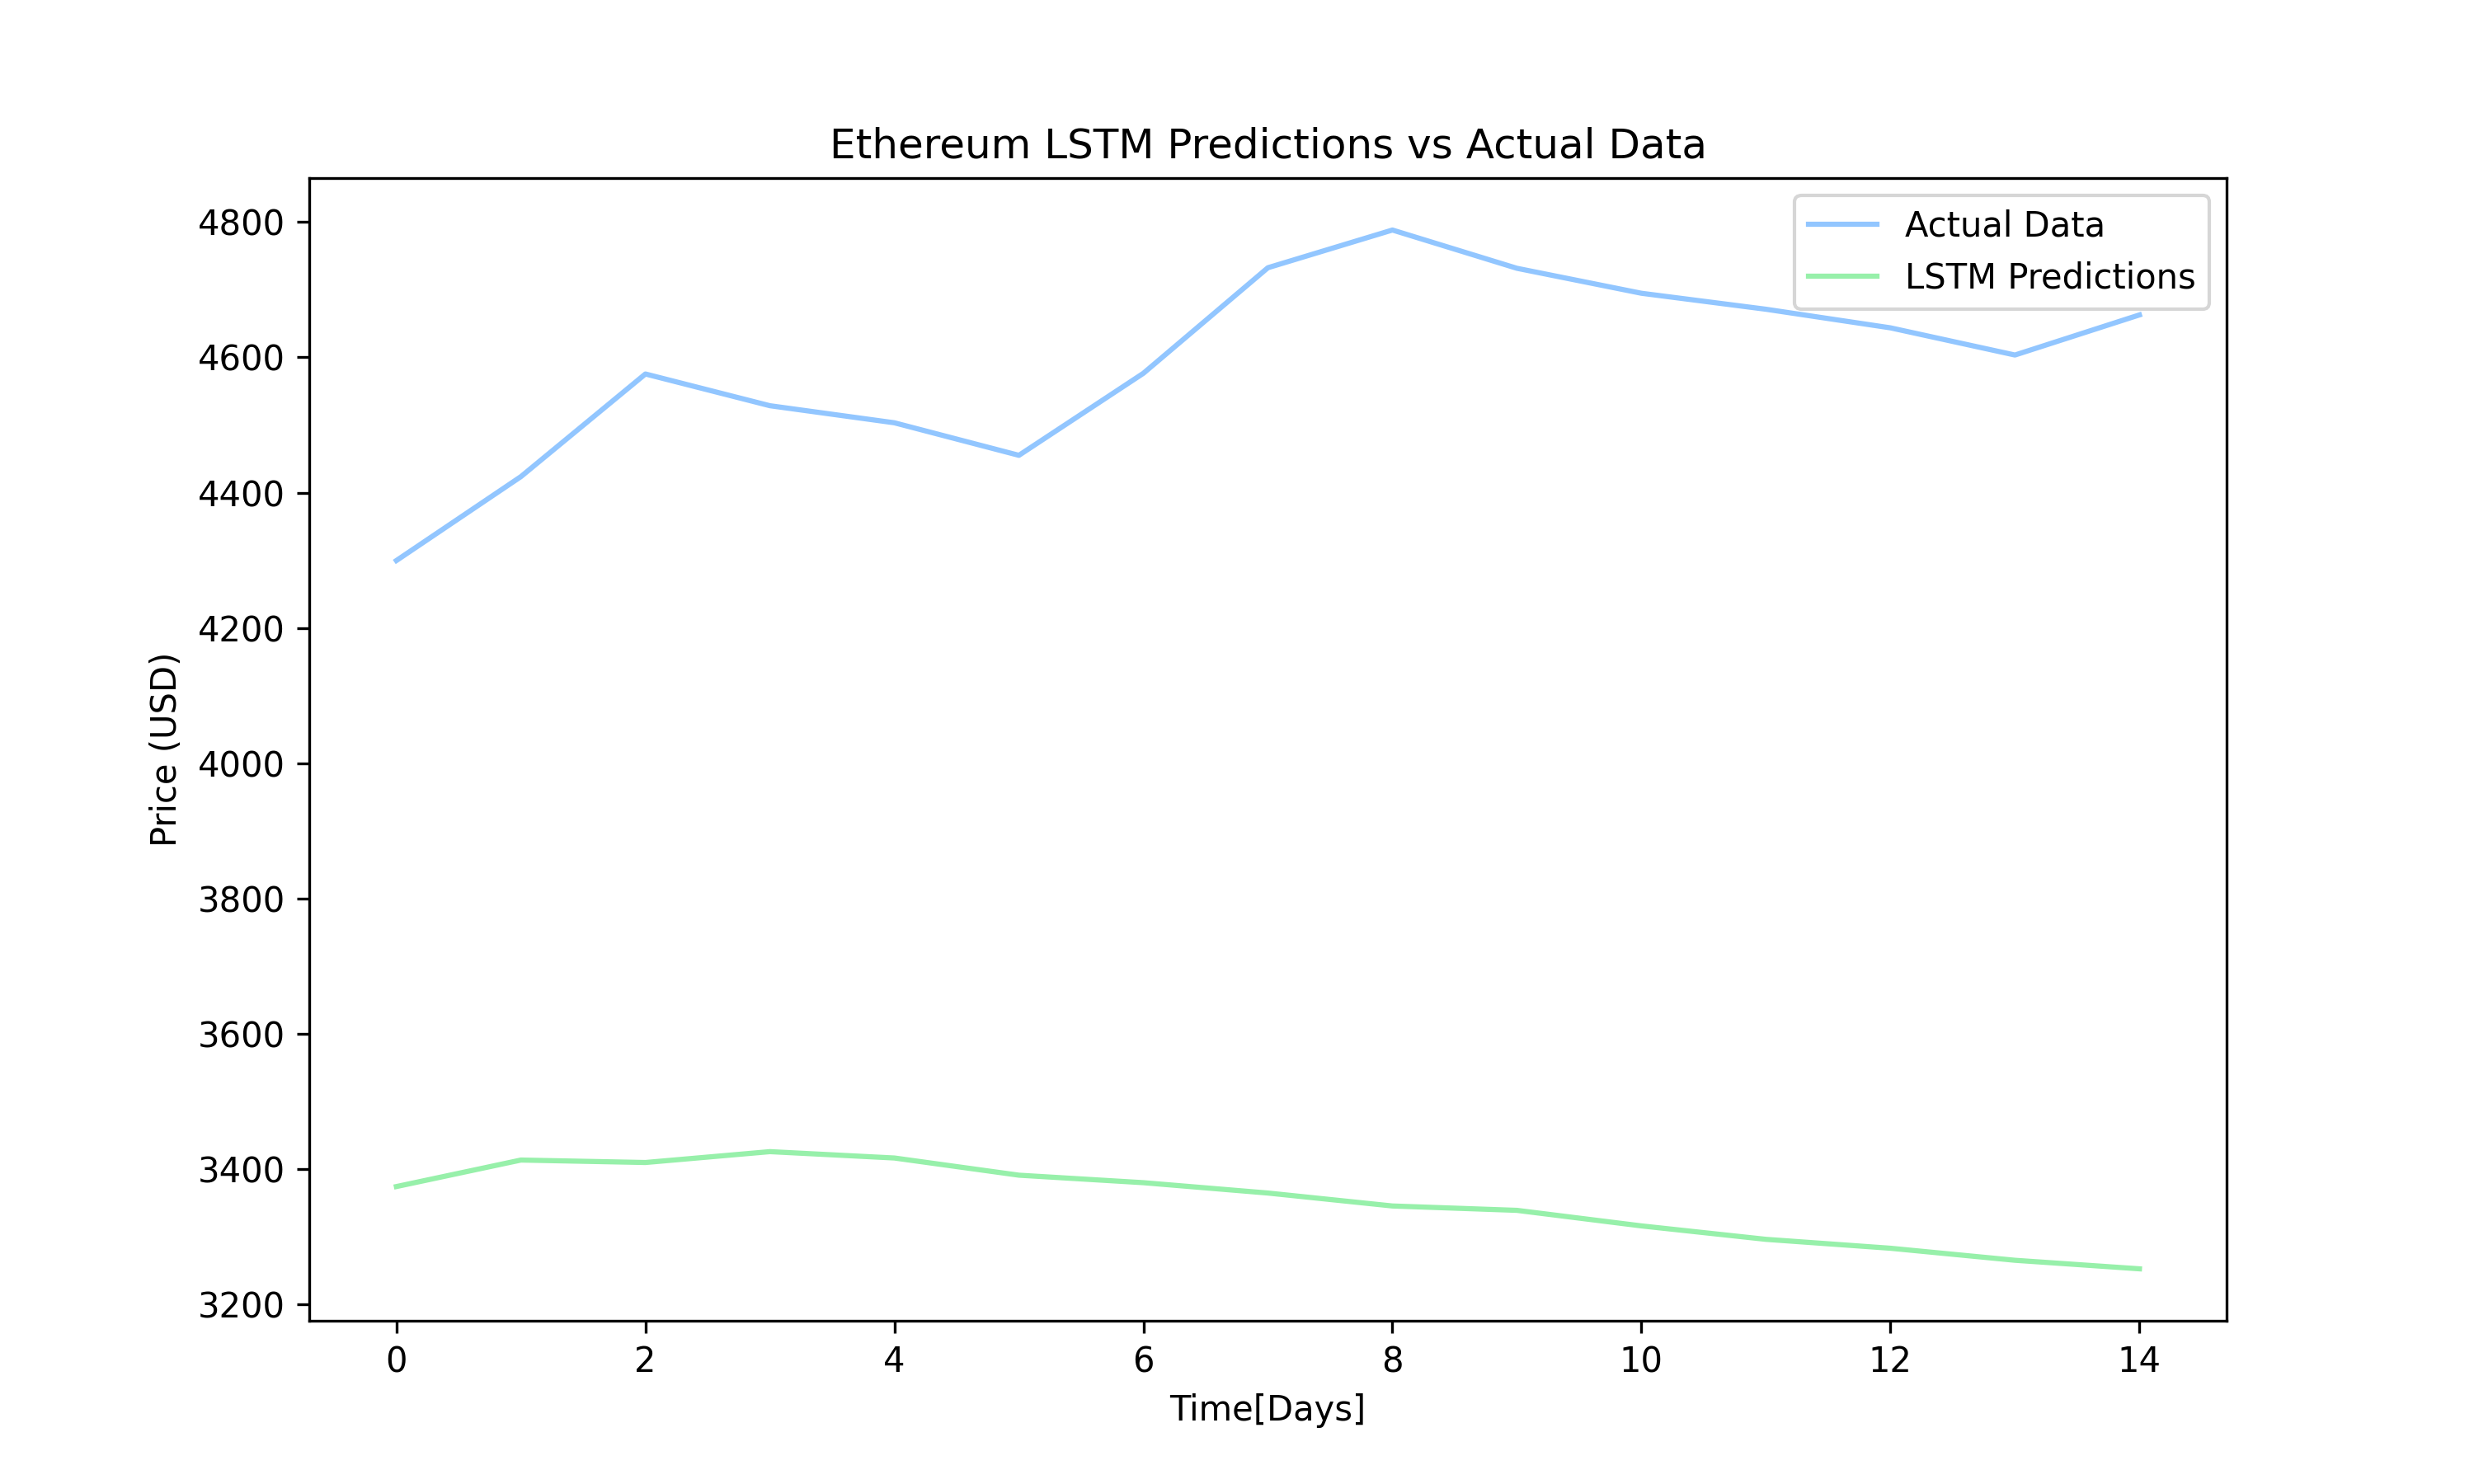 Ethereum LSTM Predictions vs Actual Data
Actual Data
LSTM Predictions
Price (USD)
4800
4600
4400
4200
4000
3800
3600
3400
3200
0 2 4 6 8 10 12 14
Time[Days]